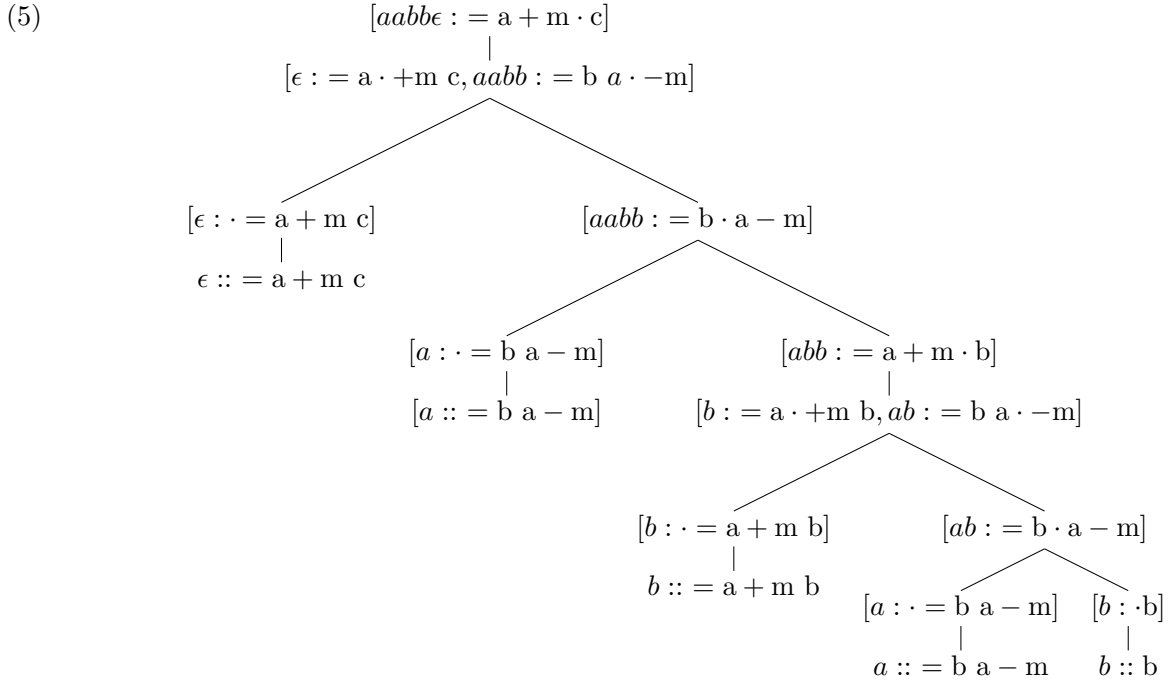 (5)
[aabbϵ : = a + m · c]
[ϵ : = a · +m c, aabb : = b a · −m]
[ϵ : · = a + m c] [aabb : = b · a − m]
ϵ :: = a + m c
[a : · = b a − m] [abb : = a + m · b]
[a :: = b a − m] [b : = a · +m b, ab : = b a · −m]
[b : · = a + m b] [ab : = b · a − m]
b :: = a + m b
[a : · = b a − m] [b : ·b]
a :: = b a − m b :: b